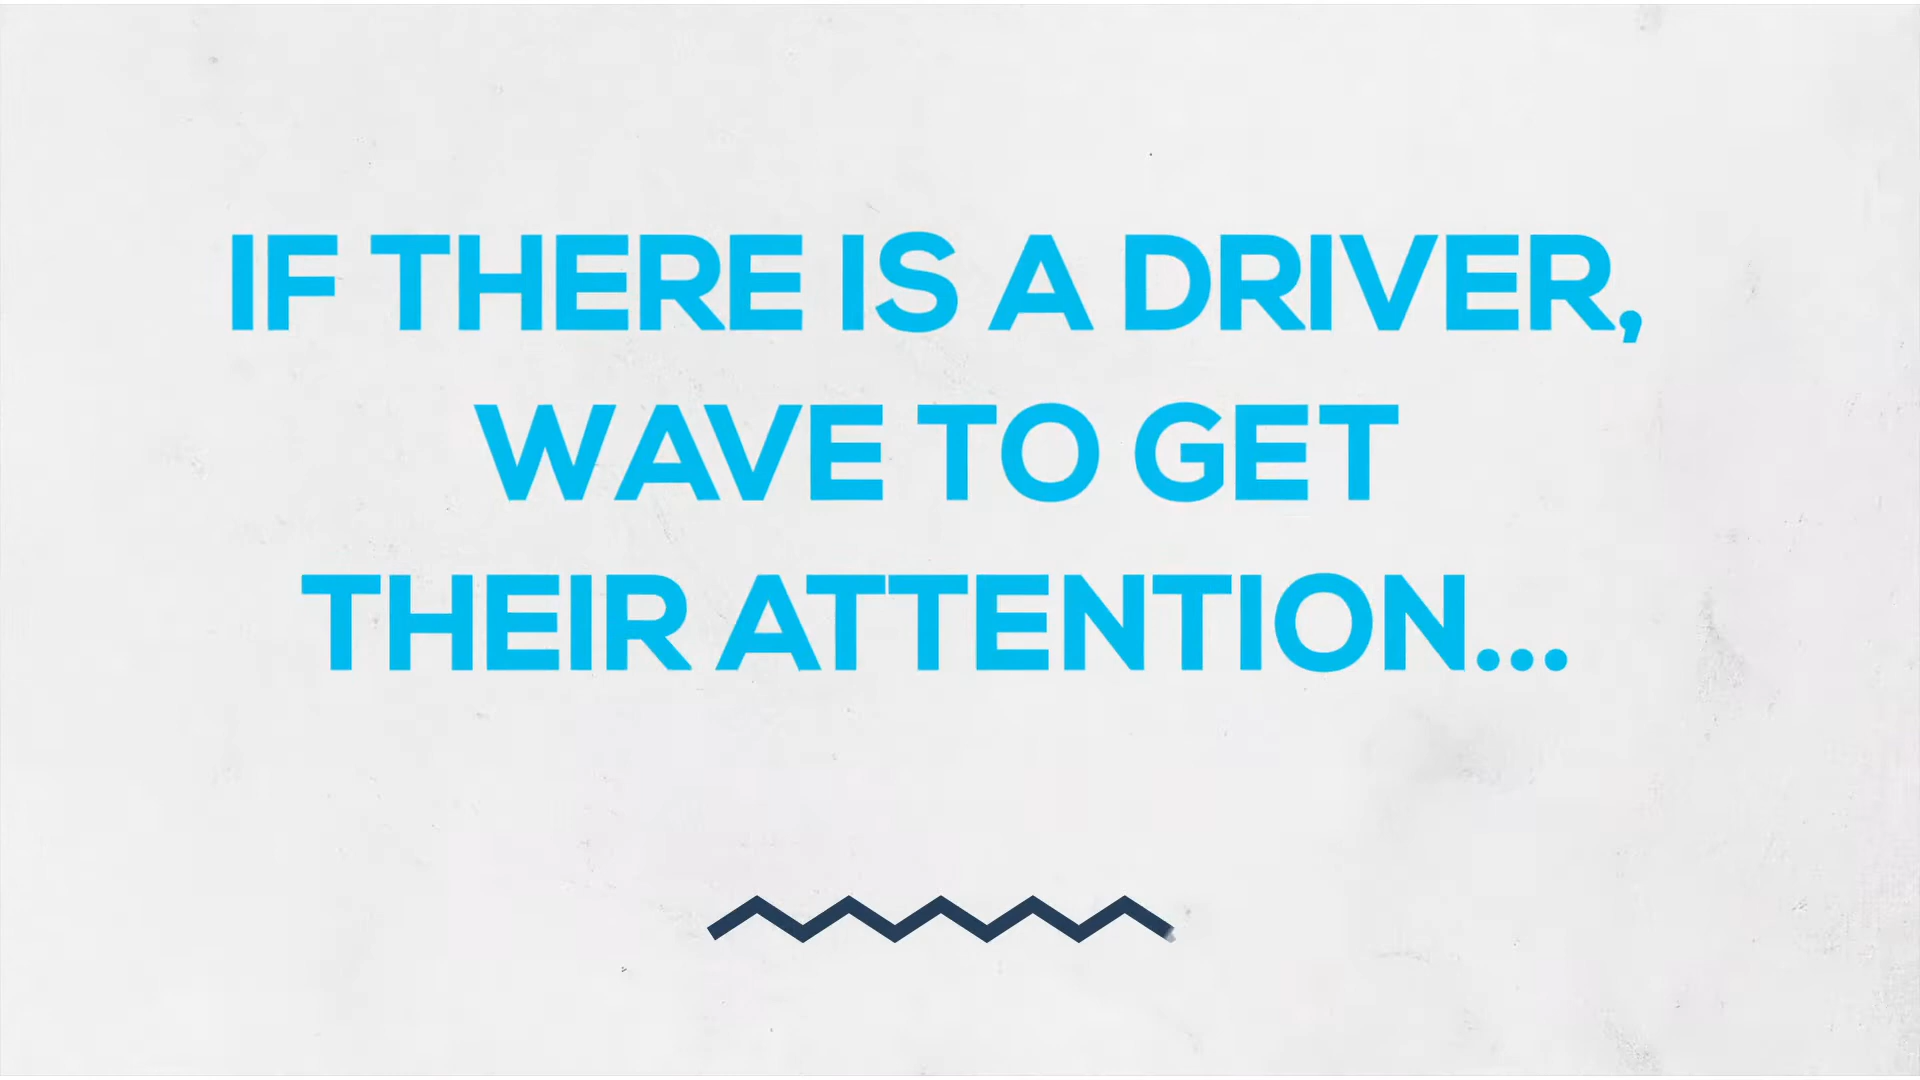 IF THERE IS A DRIVER,
WAVE TO GET
THEIR ATTENTION...